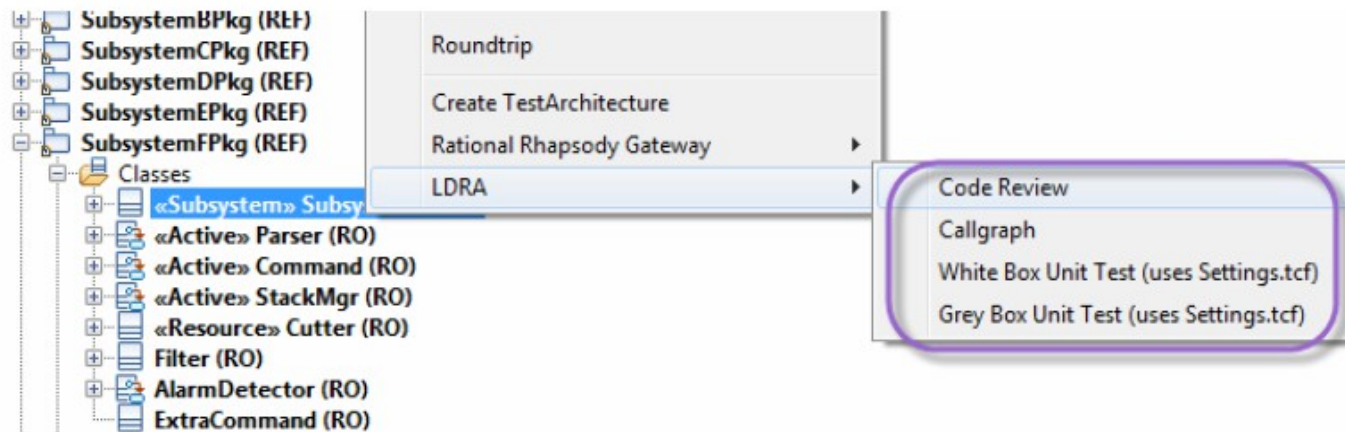 SubsystemBPkg (REF)
SubsystemCPkg (REF)
SubsystemDPkg (REF)
SubsystemEPkg (REF)
SubsystemFPkg (REF)
Classes
«Subsystem» Subsy
«Active» Parser (RO)
«Active» Command (RO)
«Active» StackMgr (RO)
«Resource» Cutter (RO)
Filter (RO)
AlarmDetector (RO)
ExtraCommand (RO)
Roundtrip
Create TestArchitecture
Rational Rhapsody Gateway
LDRA
Code Review
Callgraph
White Box Unit Test (uses Settings.tcf)
Grey Box Unit Test (uses Settings.tcf)